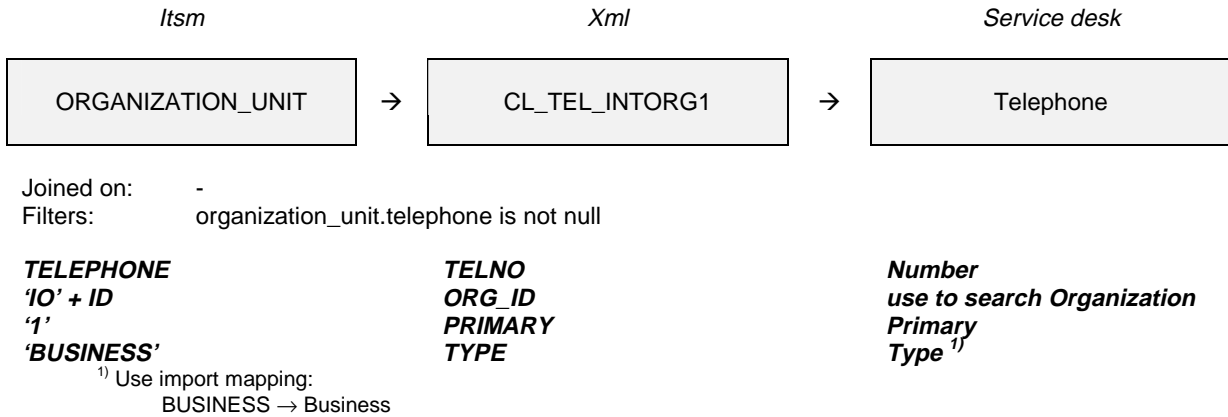 Itsm Xml Service desk
ORGANIZATION_UNIT → CL_TEL_INTORG1 → Telephone
Joined on: -
Filters: organization_unit.telephone is not null
TELEPHONE TELNO Number
‘IO’ + ID ORG_ID use to search Organization
‘1’ PRIMARY Primary
‘BUSINESS’ TYPE Type 1)
1) Use import mapping:
BUSINESS → Business